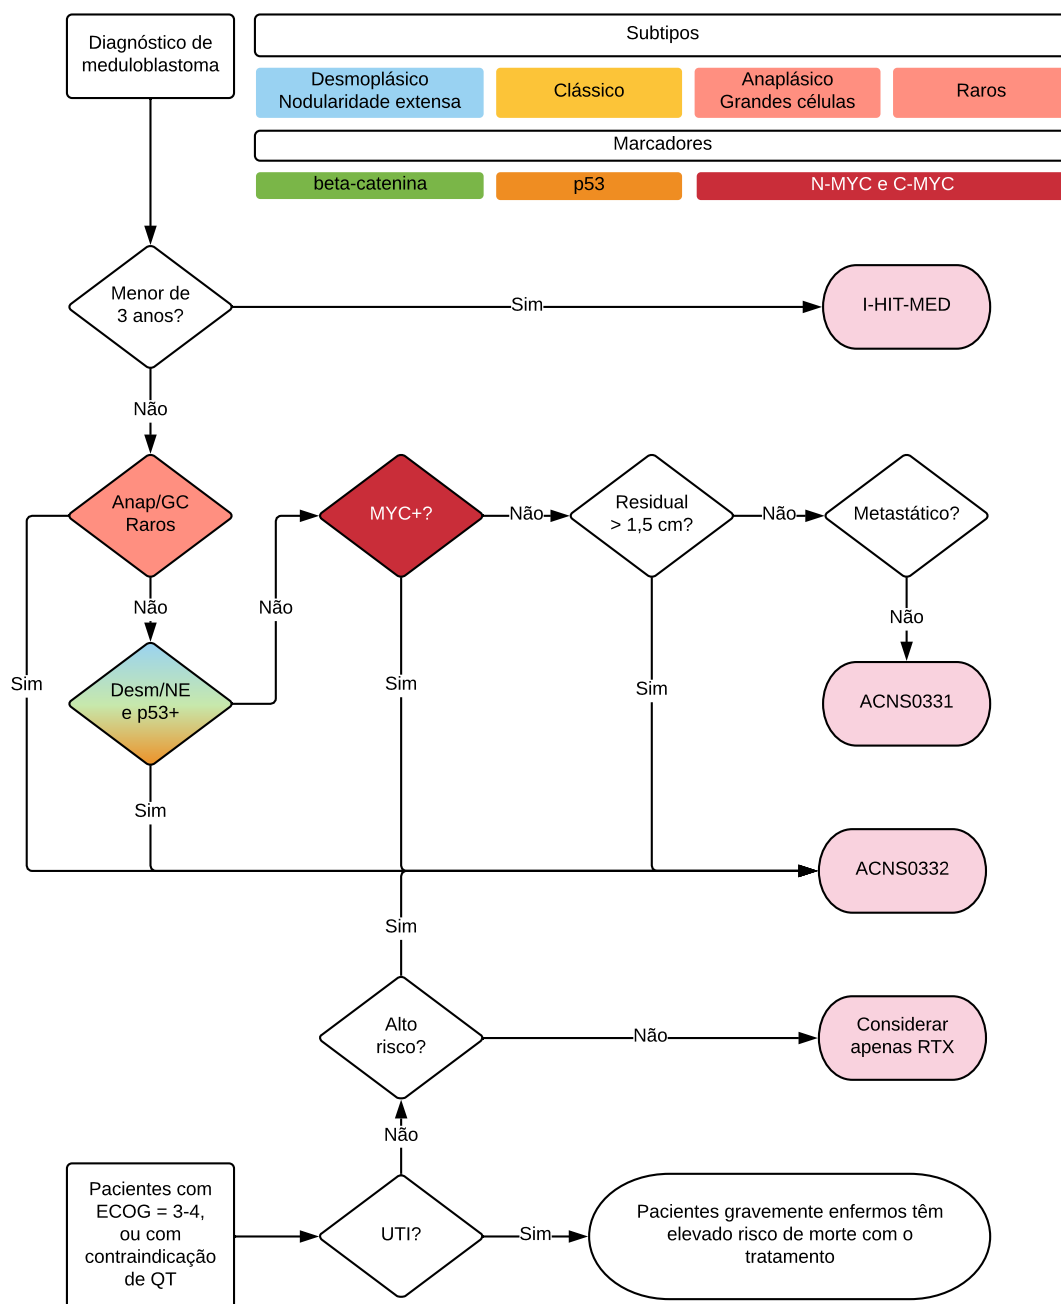 Diagnóstico de
meduloblastoma
Subtipos
Desmoplásico
Nodularidade extensa
Clássico
Anaplásico
Grandes células
Raros
Marcadores
beta-catenina
p53
N-MYC e C-MYC
Menor de
3 anos?
Sim
I-HIT-MED
Não
Anap/GC
Raros
MYC+?
Não
Residual
> 1,5 cm?
Não
Metastático?
Não
Não
Não
Sim
Desm/NE
e p53+
Sim
Sim
ACNS0331
Sim
ACNS0332
Sim
Alto
risco?
Não
Considerar
apenas RTX
Não
Pacientes com
ECOG = 3-4,
ou com
contraindicação
de QT
UTI?
Sim
Pacientes gravemente enfermos têm
elevado risco de morte com o
tratamento